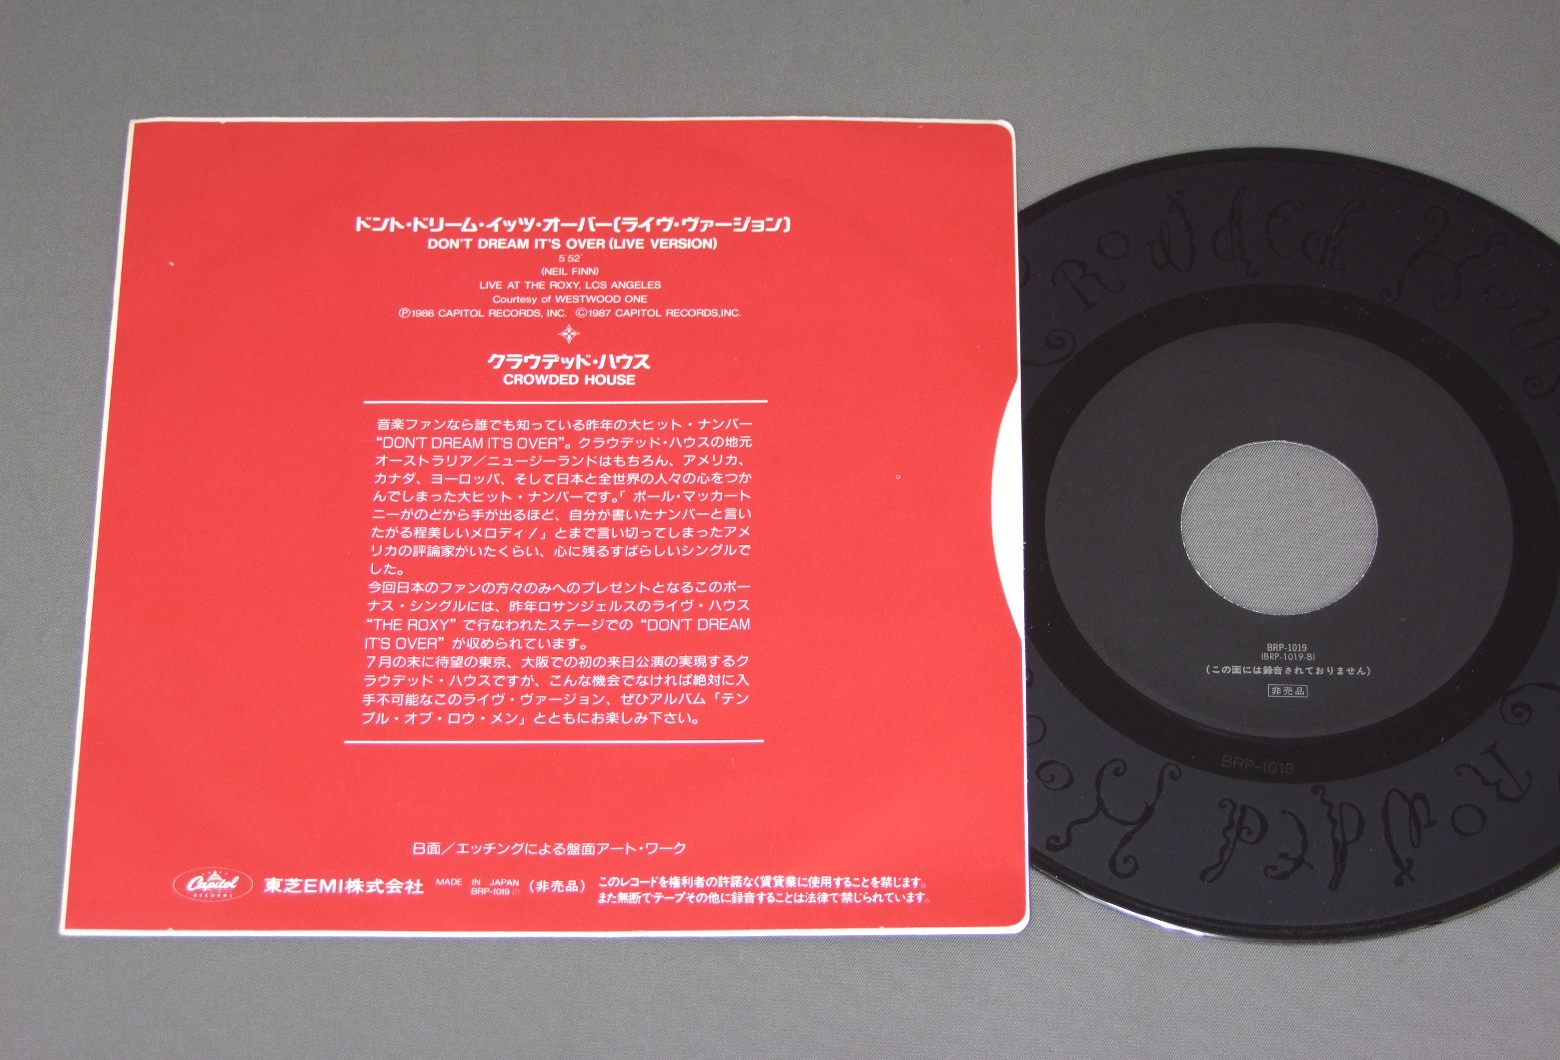 ドント・ドリーム・イッツ・オーバー〔ライヴ・ヴァージョン〕
DON'T DREAM IT'S OVER (LIVE VERSION)
5'52"
(NEIL FINN)
LIVE AT THE ROXY, LOS ANGELES
Courtesy of WESTWOOD ONE
Ⓟ1986 CAPITOL RECORDS, INC. ©1987 CAPITOL RECORDS,INC.
クラウデッド・ハウス
CROWDED HOUSE
音楽ファンなら誰でも知っている昨年の大ヒット・ナンバー
“DON'T DREAM IT'S OVER”。クラウデッド・ハウスの地元
オーストラリア／ニュージーランドはもちろん、アメリカ、
カナダ、ヨーロッパ、そして日本と全世界の人々の心をつか
んでしまった大ヒット・ナンバーです。「ポール・マッカート
ニーがのどから手が出るほど、自分が書いたナンバーと言い
たがる程美しいメロディ！」とまで言い切ってしまったアメ
リカの評論家がいたくらい、心に残るすばらしいシングルで
した。
今回日本のファンの方々のみへのプレゼントとなるこのボー
ナス・シングルには、昨年ロサンジェルスのライヴ・ハウス
“THE ROXY”で行なわれたステージでの“DON'T DREAM
IT'S OVER”が収められています。
7月の末に待望の東京、大阪での初の来日公演の実現するク
ラウデッド・ハウスですが、こんな機会でなければ絶対に入
手不可能なこのライヴ・ヴァージョン、ぜひアルバム「テン
プル・オブ・ロウ・メン」とともにお楽しみ下さい。
B面／エッチングによる盤面アート・ワーク
Capitol
RECORDS
東芝EMI株式会社
MADE IN JAPAN
BRP-1019
(非売品)
このレコードを権利者の許諾なく賃貸業に使用することを禁じます。
また無断でテープその他に録音することは法律で禁じられています。
CRowded Hous
BRP-1019
(BRP-1019-B)
(この面には録音されておりません)
非売品
BRP-1019
CRowded Ho